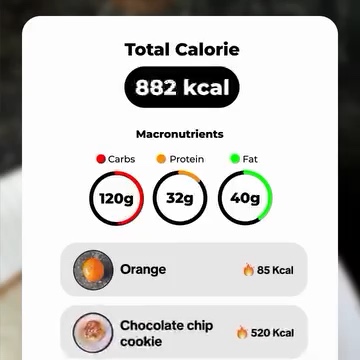 Total Calorie
882 kcal
Macronutrients
Carbs Protein Fat
120g 32g 40g
Orange 85 Kcal
Chocolate chip
cookie 520 Kcal